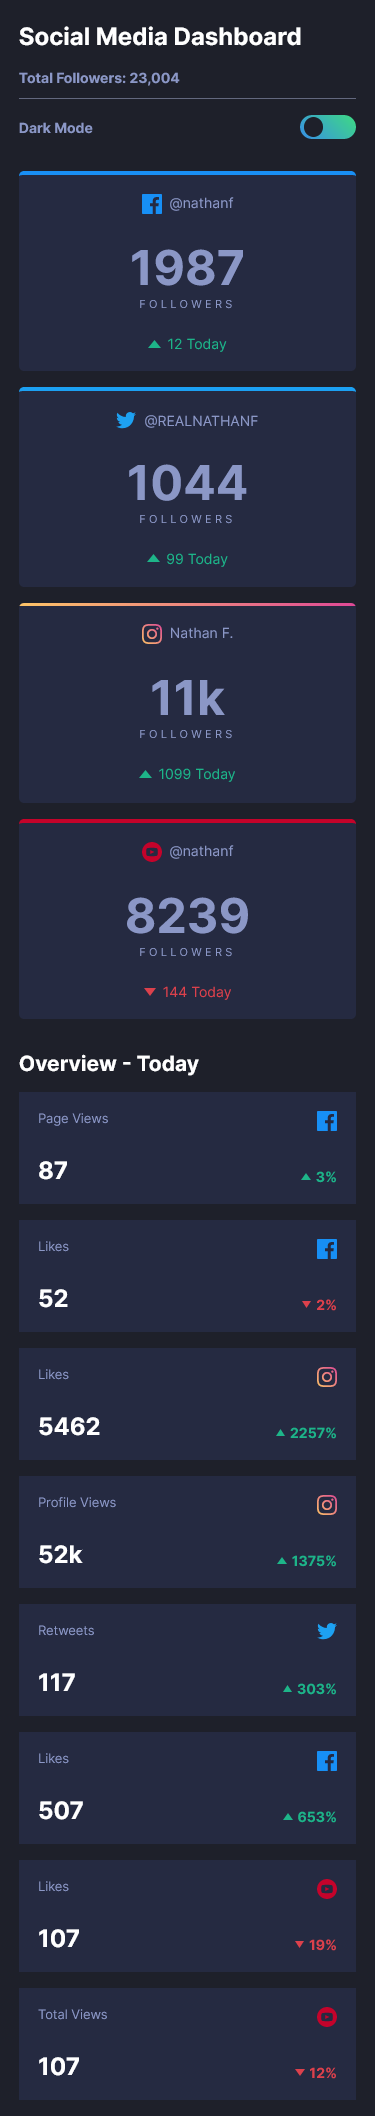 Social Media Dashboard
Total Followers: 23,004
Dark Mode
@nathanf
1987
FOLLOWERS
12 Today
@REALNATHANF
1044
FOLLOWERS
99 Today
Nathan F.
11k
FOLLOWERS
1099 Today
@nathanf
8239
FOLLOWERS
144 Today
Overview - Today
Page Views
87
3%
Likes
52
2%
Likes
5462
2257%
Profile Views
52k
1375%
Retweets
117
303%
Likes
507
653%
Likes
107
19%
Total Views
107
12%